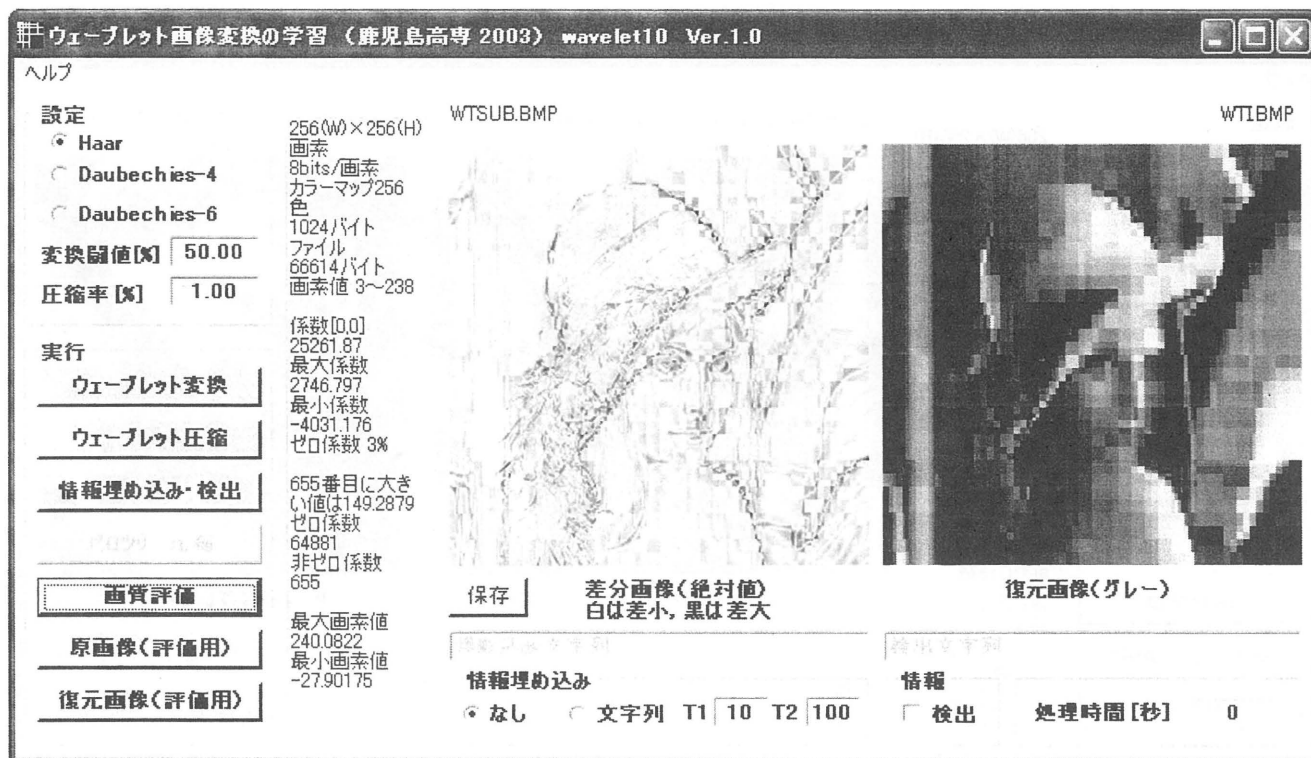 ウェーブレット画像変換の学習 （鹿児島高専 2003） wavelet10 Ver.1.0
ヘルプ
設定
Haar
Daubechies-4
Daubechies-6
変換閾値[%] 50.00
圧縮率[%] 1.00
実行
ウェーブレット変換
ウェーブレット圧縮
情報埋め込み・検出
画質評価
原画像(評価用)
復元画像(評価用)
256(W)×256(H)
画素
8bits/画素
カラーマップ256
色
1024バイト
ファイル
66614バイト
画素値 3～238
係数[0,0]
25261.87
最大係数
2746.797
最小係数
-4031.176
ゼロ係数 3%
655番目に大き
い値は149.2879
ゼロ係数
64881
非ゼロ係数
655
最大画素値
240.0822
最小画素値
-27.90175
WTSUB.BMP
保存
差分画像(絶対値)
白は差小, 黒は差大
情報埋め込み
なし 文字列 T1 10 T2 100
WTI.BMP
復元画像(グレー)
情報
検出 処理時間[秒] 0